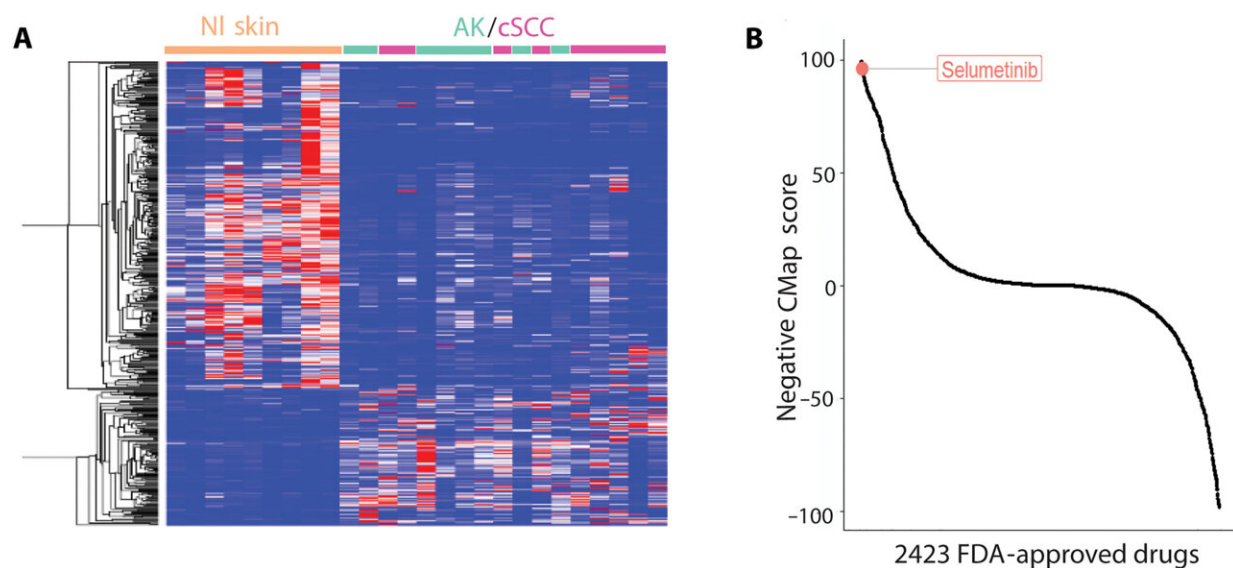 A
Nl skin
AK/cSCC
B
Negative CMap score
100
50
0
−50
−100
Selumetinib
2423 FDA-approved drugs